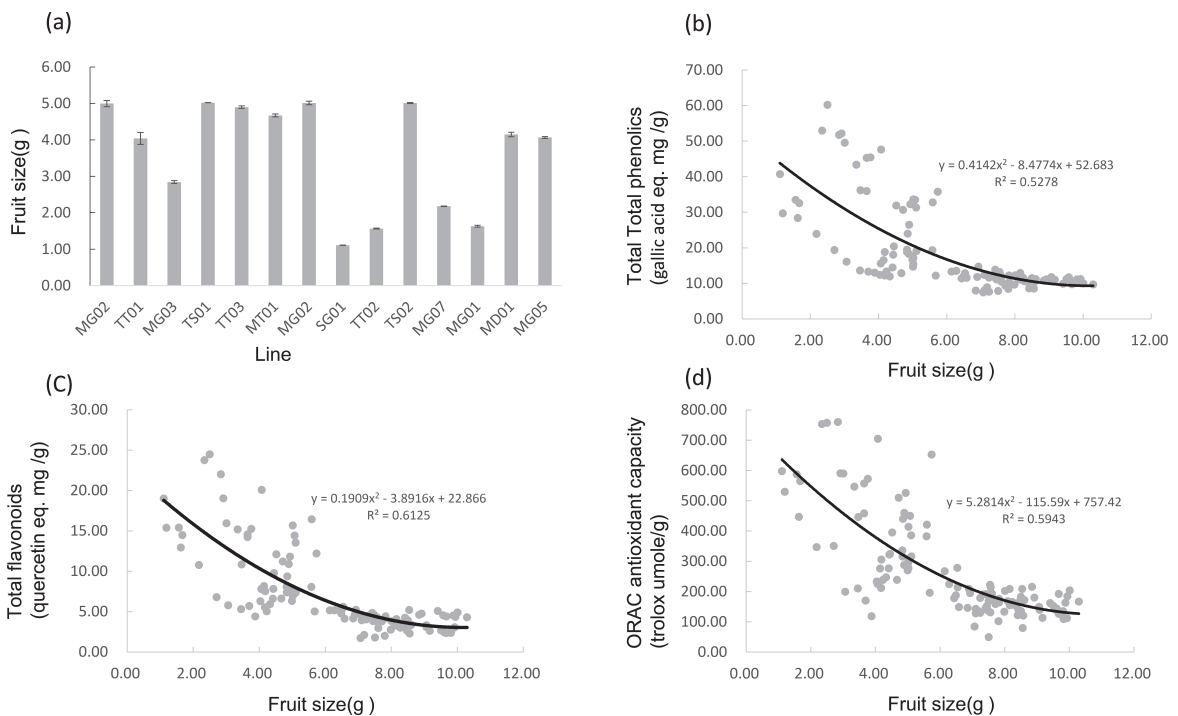 (a)
6.00
5.00
4.00
3.00
2.00
1.00
0.00
Fruit size(g )
MG02
TT01
MG03
TS01
TT03
MT01
MG02
SG01
TT02
TS02
MG07
MG01
MD01
MG05
Line
(b)
70.00
60.00
50.00
40.00
30.00
20.00
10.00
0.00
Total Total phenolics
(gallic acid eq. mg /g)
y = 0.4142x² - 8.4774x + 52.683
R² = 0.5278
0.00 2.00 4.00 6.00 8.00 10.00 12.00
Fruit size(g )
(C)
30.00
25.00
20.00
15.00
10.00
5.00
0.00
Total flavonoids
(quercetin eq. mg /g)
y = 0.1909x² - 3.8916x + 22.866
R² = 0.6125
0.00 2.00 4.00 6.00 8.00 10.00 12.00
Fruit size(g )
(d)
800.00
700.00
600.00
500.00
400.00
300.00
200.00
100.00
0.00
ORAC antioxidant capacity
(trolox umole/g)
y = 5.2814x² - 115.59x + 757.42
R² = 0.5943
0.00 2.00 4.00 6.00 8.00 10.00 12.00
Fruit size(g )